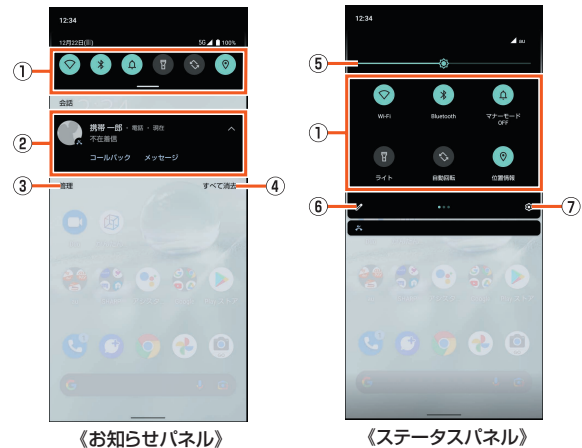 12:34
12月22日(火)
5G 100%
①
会話
②
携帯 一郎・電話・現在
不在着信
コールバック メッセージ
③
管理
すべて消去
④
《お知らせパネル》
12:34
au
⑤
①
Wi-Fi
Bluetooth
マナーモード
OFF
ライト
自動回転
位置情報
⑥
⑦
《ステータスパネル》